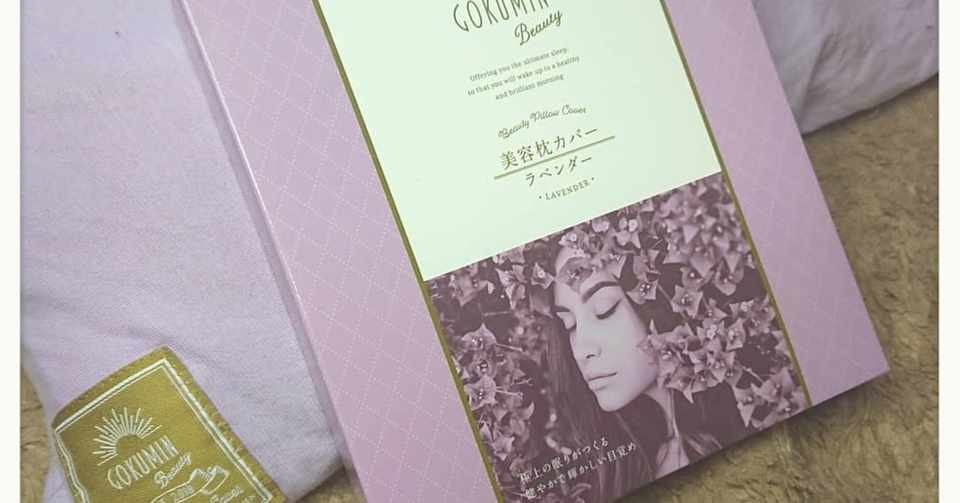 GOKUMIN
Beauty
Offering you the ultimate sleep,
so that you will wake up to a healthy
and brilliant morning
Beauty Pillow Cover
美容枕カバー
ラベンダー
・LAVENDER・
極上の眠りがつくる
健やかで輝かしい目覚め
GOKUMIN
Beauty
2018